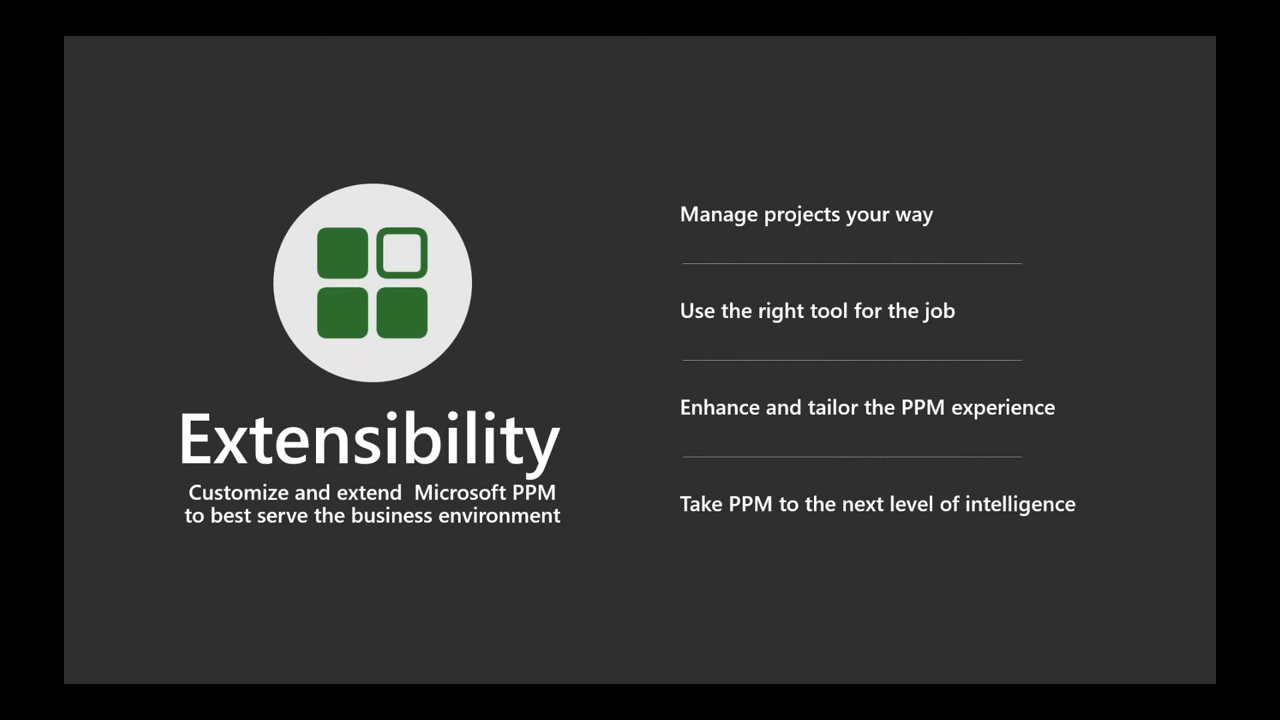 Extensibility
Customize and extend  Microsoft PPM
to best serve the business environment
Manage projects your way
Use the right tool for the job
Enhance and tailor the PPM experience
Take PPM to the next level of intelligence